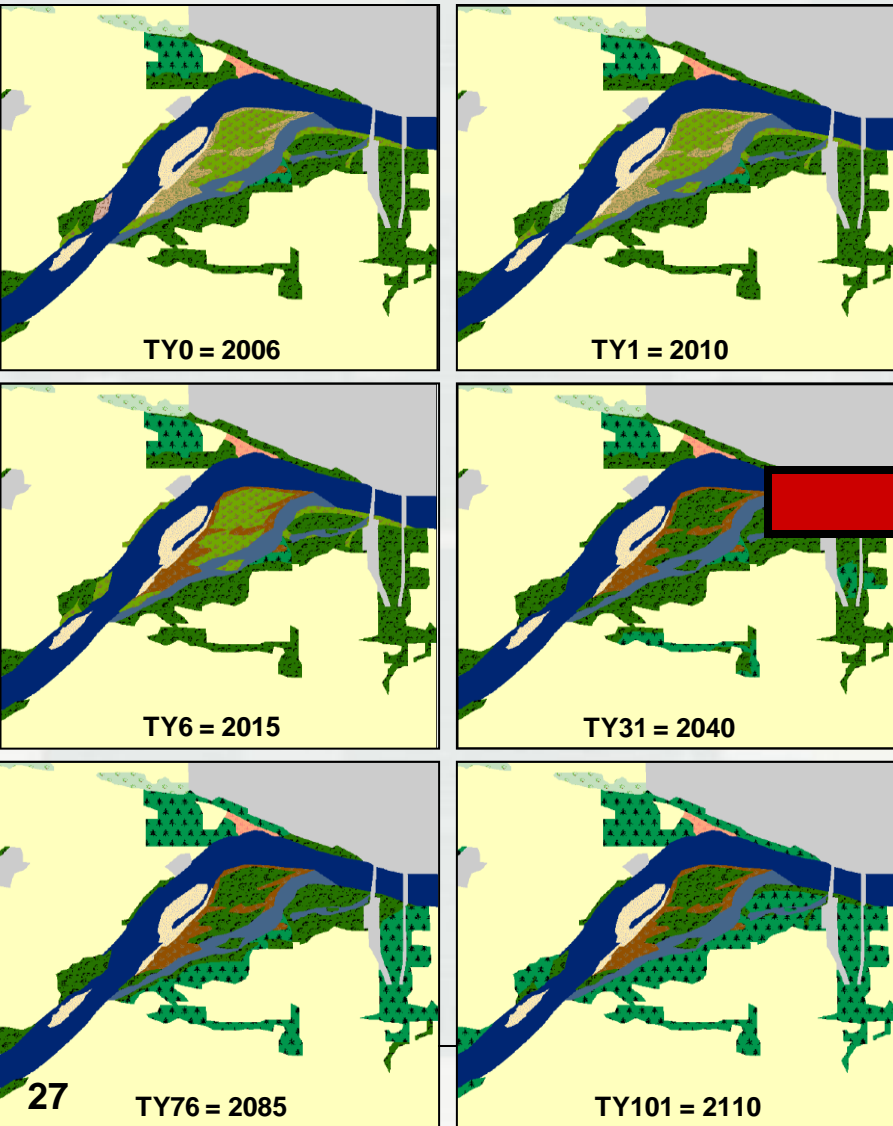 TY0 = 2006
TY1 = 2010
TY6 = 2015
TY31 = 2040
27
TY76 = 2085
TY101 = 2110